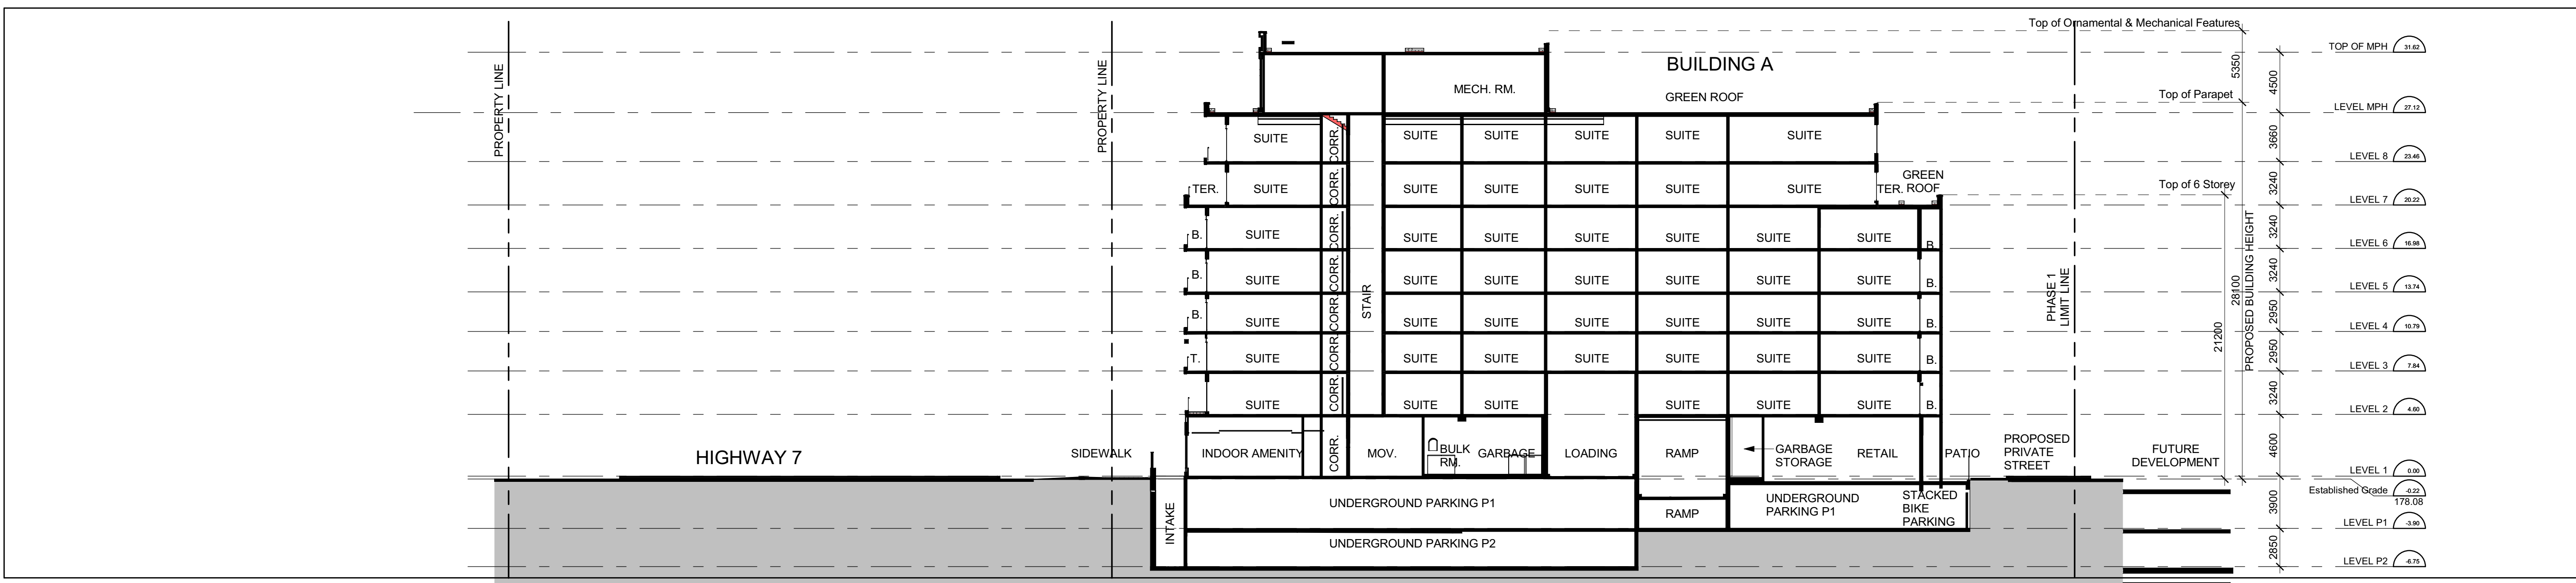 Top of Ornamental & Mechanical Features
TOP OF MPH 31.62
BUILDING A
PROPERTY LINE
PROPERTY LINE
5350
4500
MECH. RM.
GREEN ROOF
Top of Parapet
LEVEL MPH 27.12
SUITE CORR. SUITE SUITE SUITE SUITE SUITE
3660
LEVEL 8 23.46
TER. SUITE CORR. SUITE SUITE SUITE SUITE SUITE TER.
GREEN
ROOF
Top of 6 Storey
3240
LEVEL 7 20.22
B. SUITE CORR. SUITE SUITE SUITE SUITE SUITE SUITE B.
3240
LEVEL 6 16.98
B. SUITE CORR. SUITE SUITE SUITE SUITE SUITE SUITE B.
3240
LEVEL 5 13.74
STAIR
PHASE 1
LIMIT LINE
21200
28100
PROPOSED BUILDING HEIGHT
B. SUITE CORR. SUITE SUITE SUITE SUITE SUITE SUITE B.
2950
LEVEL 4 10.79
T. SUITE CORR. SUITE SUITE SUITE SUITE SUITE SUITE B.
2950
LEVEL 3 7.84
SUITE CORR. SUITE SUITE SUITE SUITE SUITE B.
3240
LEVEL 2 4.60
HIGHWAY 7
SIDEWALK
INDOOR AMENITY
CORR.
MOV.
BULK
RM.
GARBAGE
LOADING
RAMP
GARBAGE
STORAGE
RETAIL
PATIO
PROPOSED
PRIVATE
STREET
FUTURE
DEVELOPMENT
4600
LEVEL 1 0.00
Established Grade -0.22
178.08
INTAKE
UNDERGROUND PARKING P1
RAMP
UNDERGROUND
PARKING P1
STACKED
BIKE
PARKING
3900
LEVEL P1 -3.90
UNDERGROUND PARKING P2
2850
LEVEL P2 -6.75